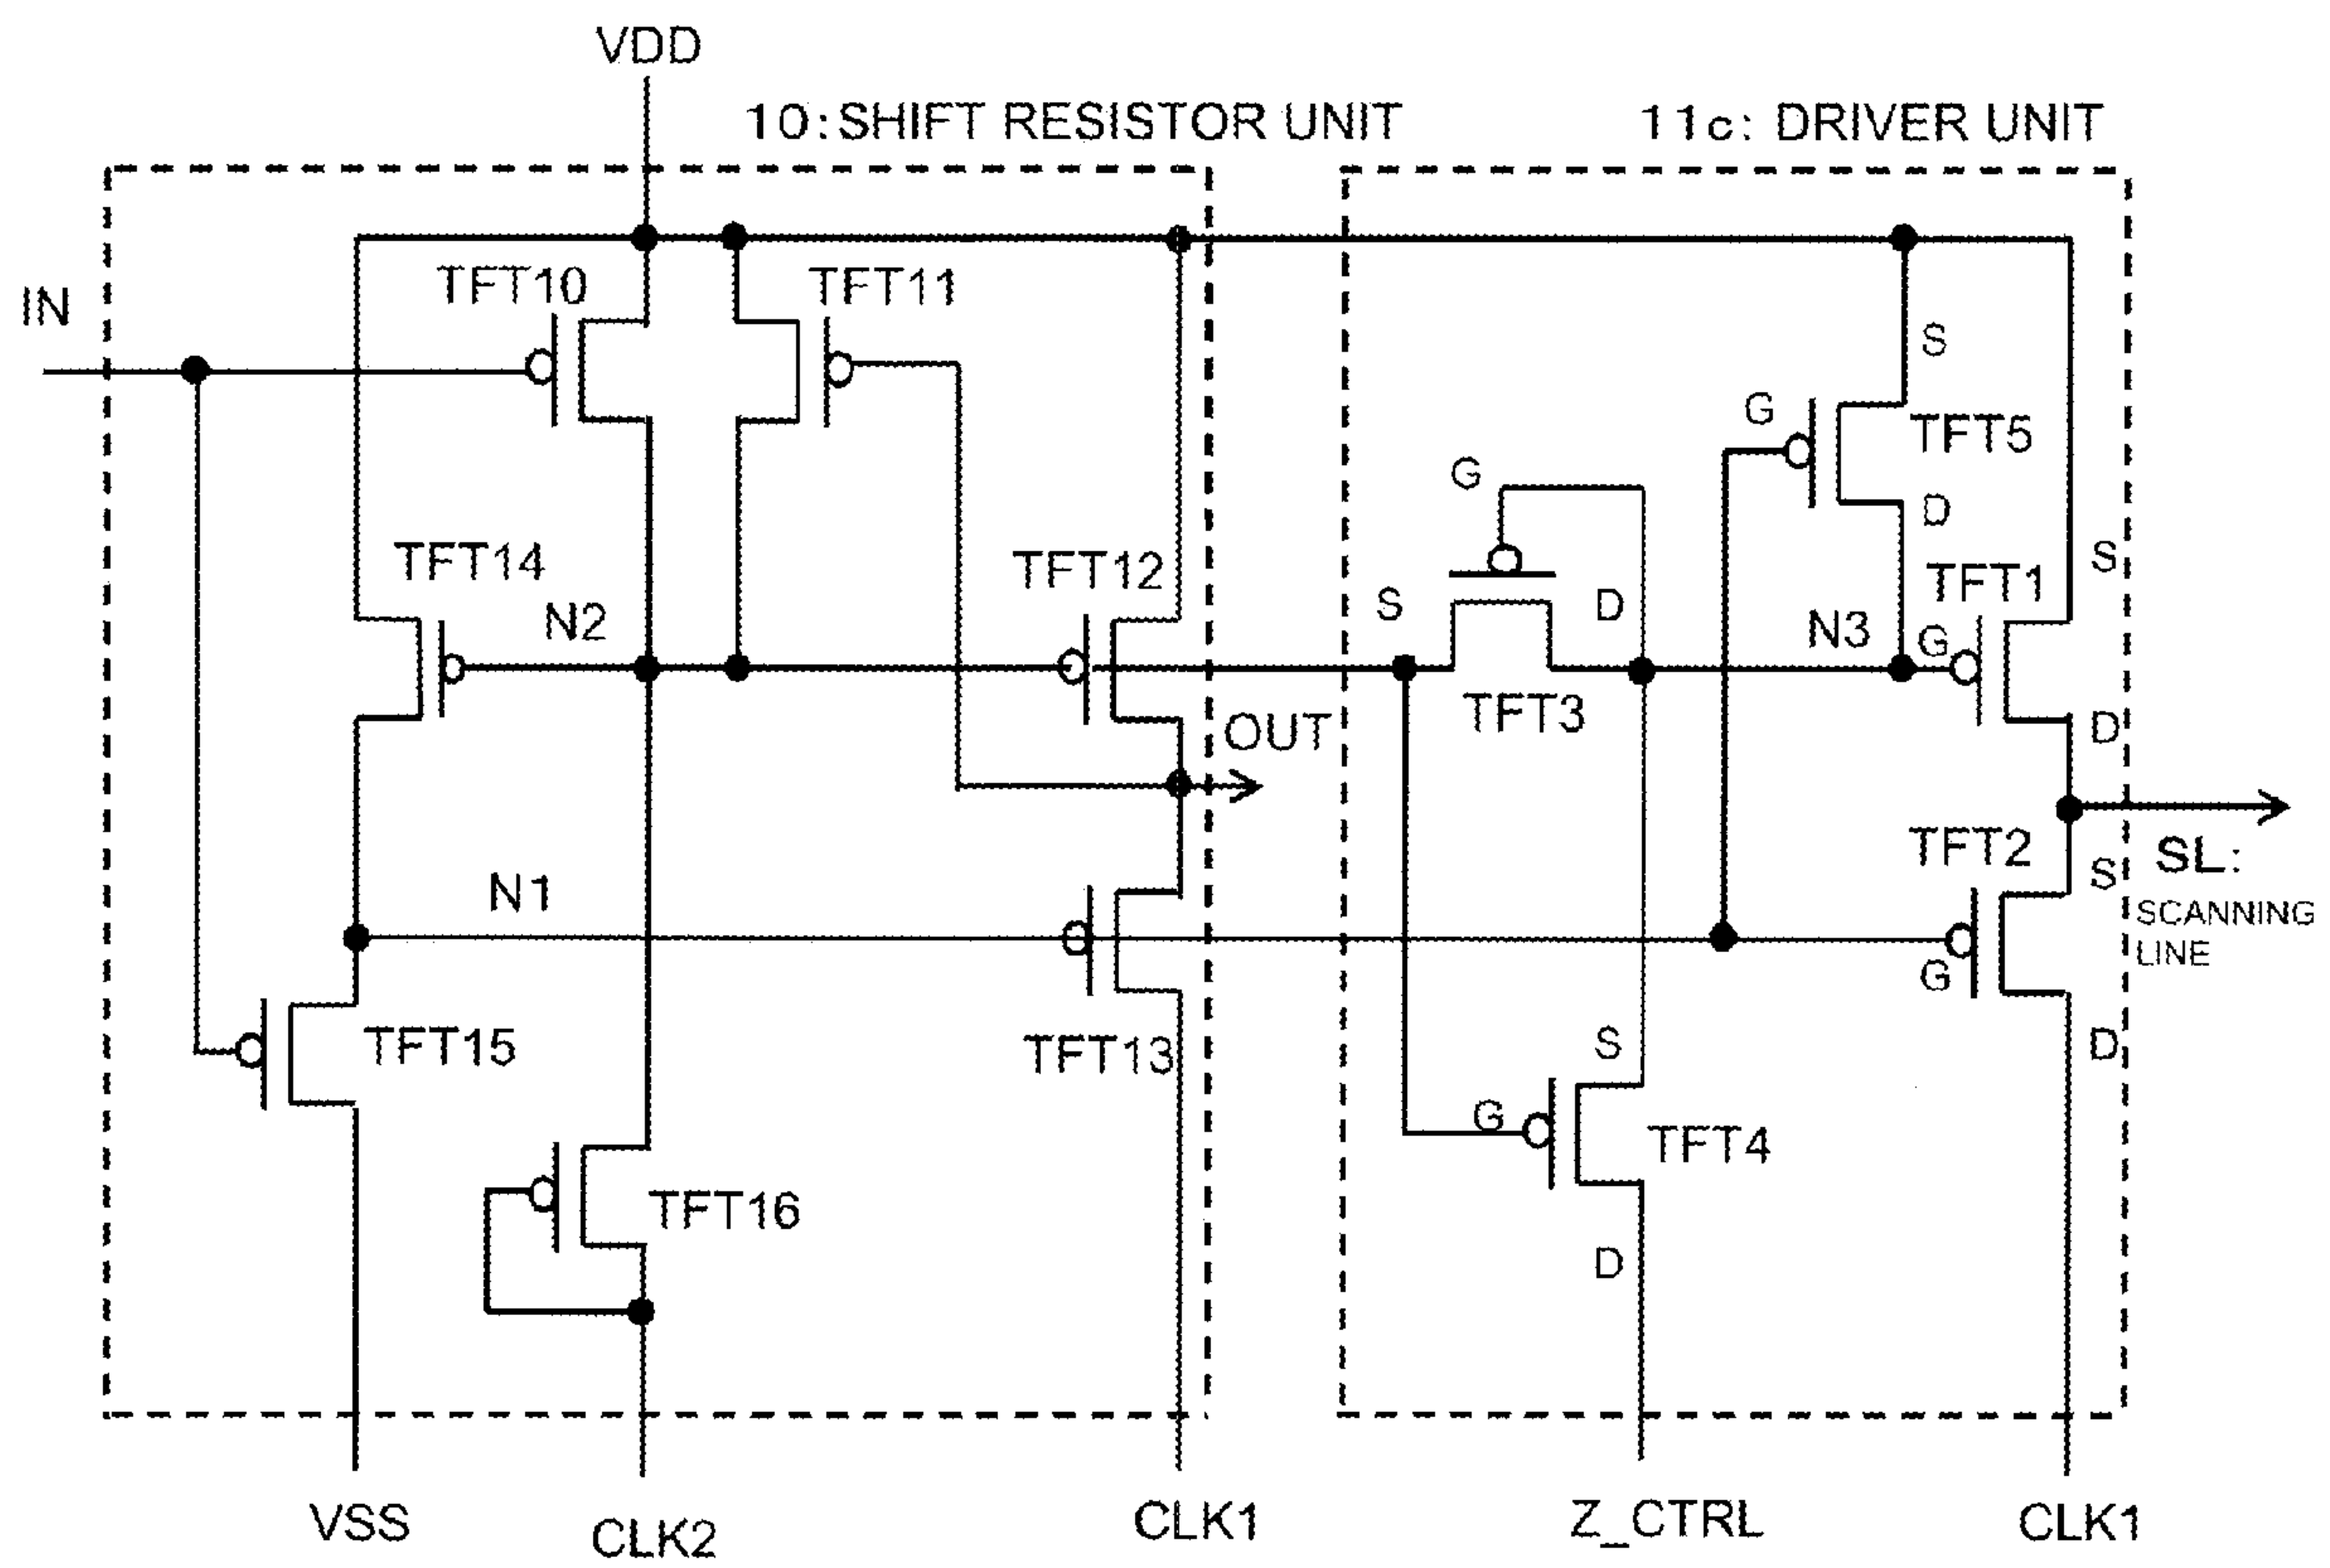 VDD
10:SHIFT RESISTOR UNIT
11c: DRIVER UNIT
IN
TFT10
TFT11
S
G
TFT5
G
D
TFT14
TFT12
S
D
S
TFT1
N2
N3
G
TFT3
OUT
D
TFT2
SL:
S
SCANNING
LINE
N1
G
TFT15
TFT13
S
D
G
TFT4
TFT16
D
VSS
CLK2
CLK1
Z_CTRL
CLK1